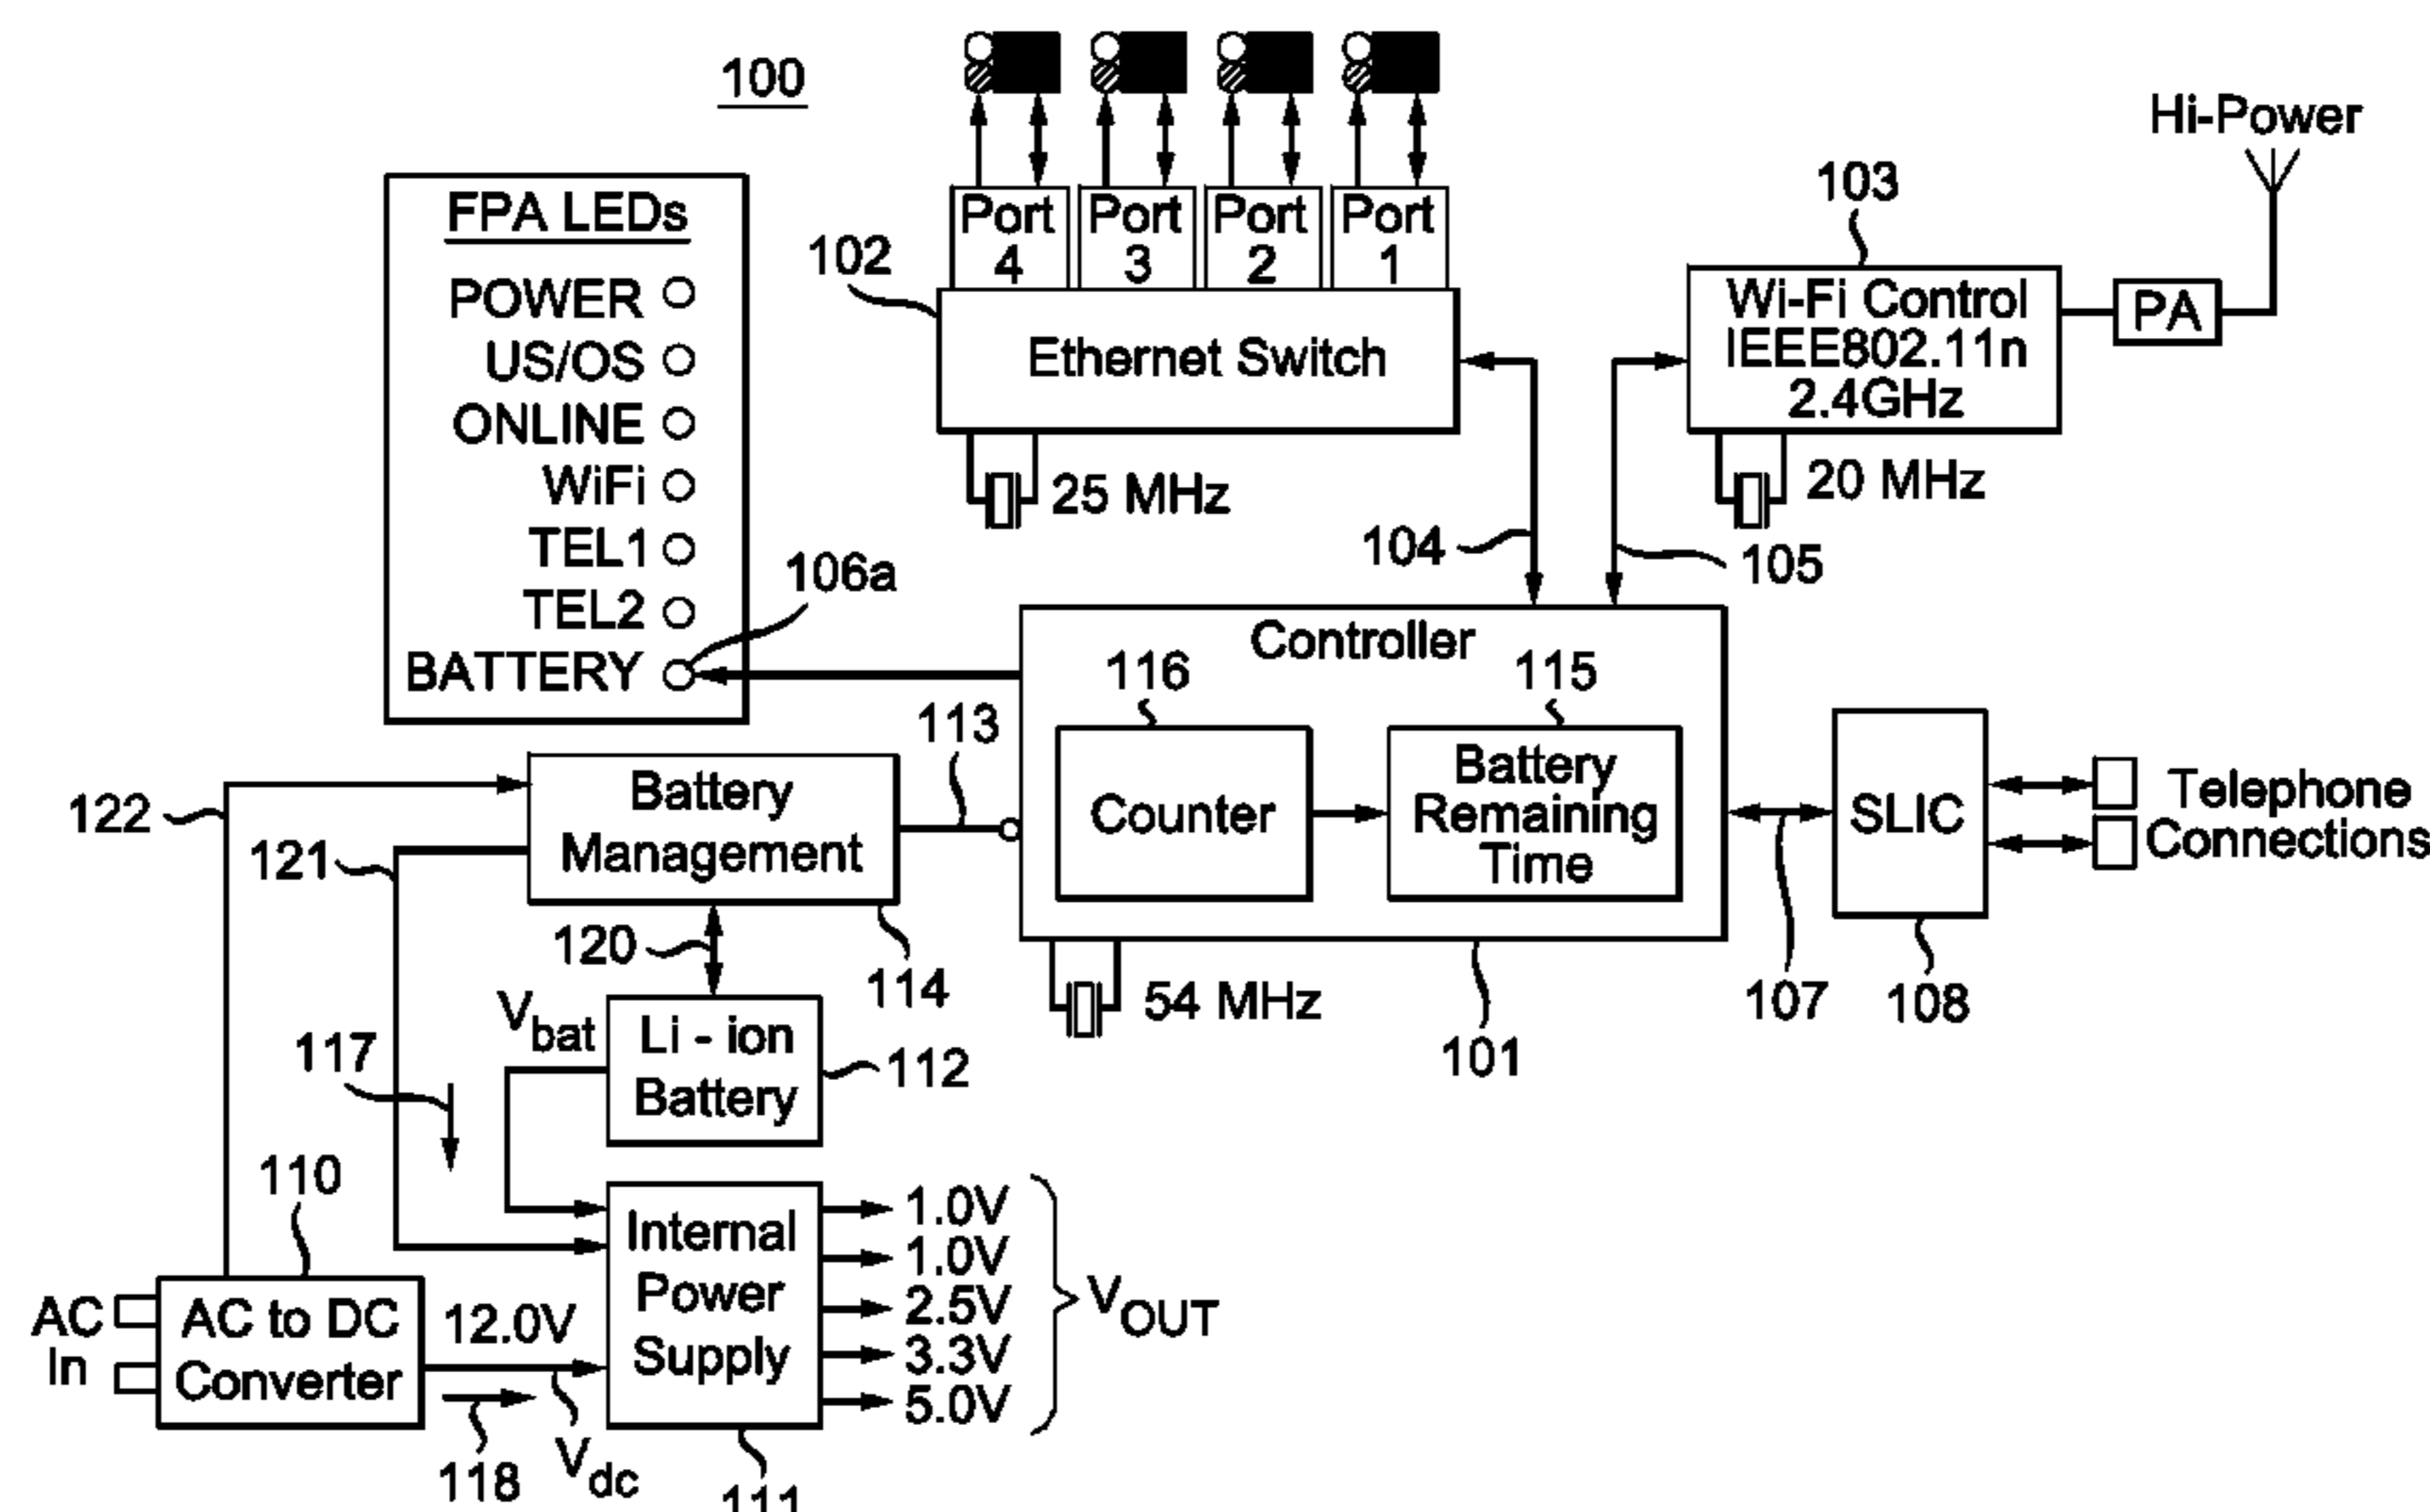 100
Hi-Power
FPA LEDs
POWER
US/OS
ONLINE
WiFi
TEL1
TEL2
BATTERY
106a
Port
4
Port
3
Port
2
Port
1
102
Ethernet Switch
25 MHz
103
Wi-Fi Control
IEEE802.11n
2.4GHz
PA
20 MHz
104
105
Controller
116
115
Counter
Battery
Remaining
Time
113
54 MHz
101
107
SLIC
108
Telephone
Connections
122
121
Battery
Management
120
114
Vbat
Li - ion
Battery
112
117
110
AC
In
AC to DC
Converter
12.0V
118
Vdc
Internal
Power
Supply
111
1.0V
1.0V
2.5V
3.3V
5.0V
VOUT